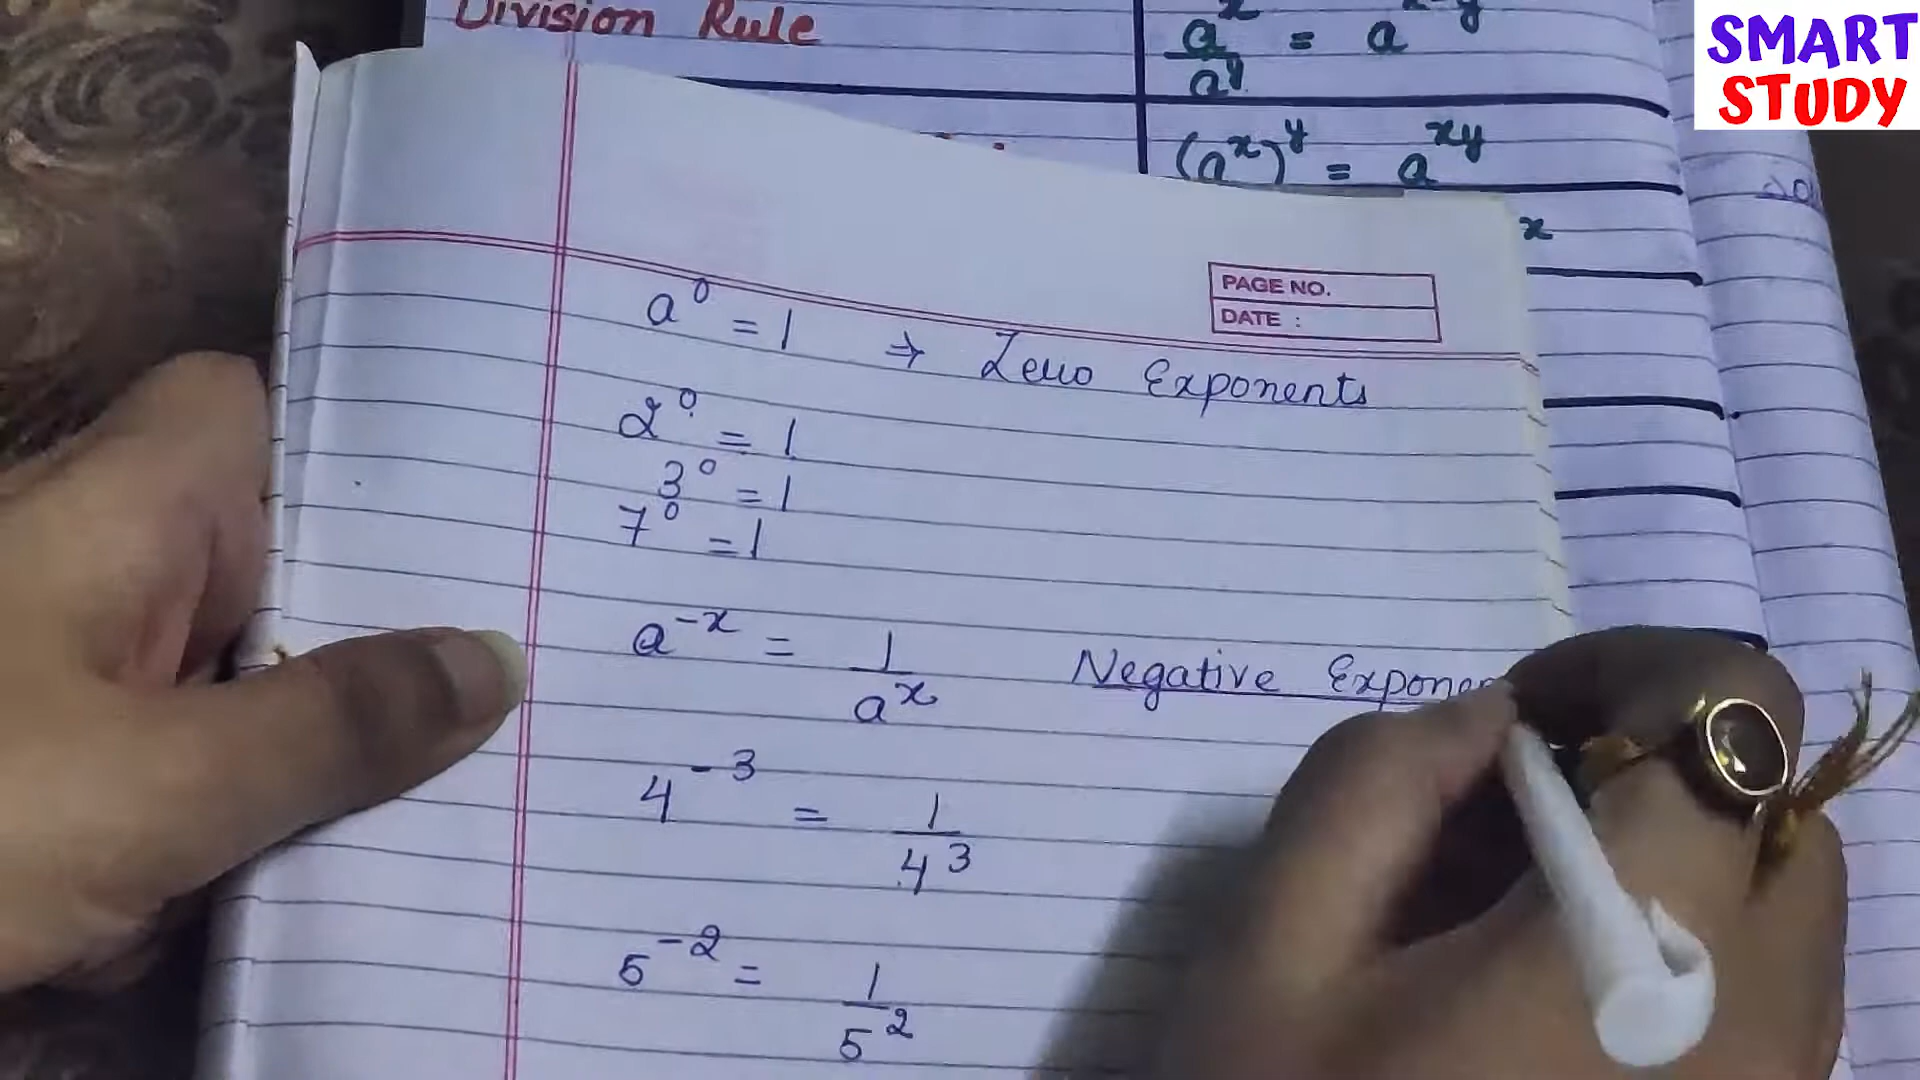 Division Rule
a^x / a^y = a^x-y
(a^x)^y = a^xy
x
SMART
STUDY
PAGE NO.
DATE :
a^0 = 1 ⇒ Zero Exponents
2^0 = 1
3^0 = 1
7^0 = 1
a^-x = 1 / a^x Negative Exponen
4^-3 = 1 / 4^3
5^-2 = 1 / 5^2